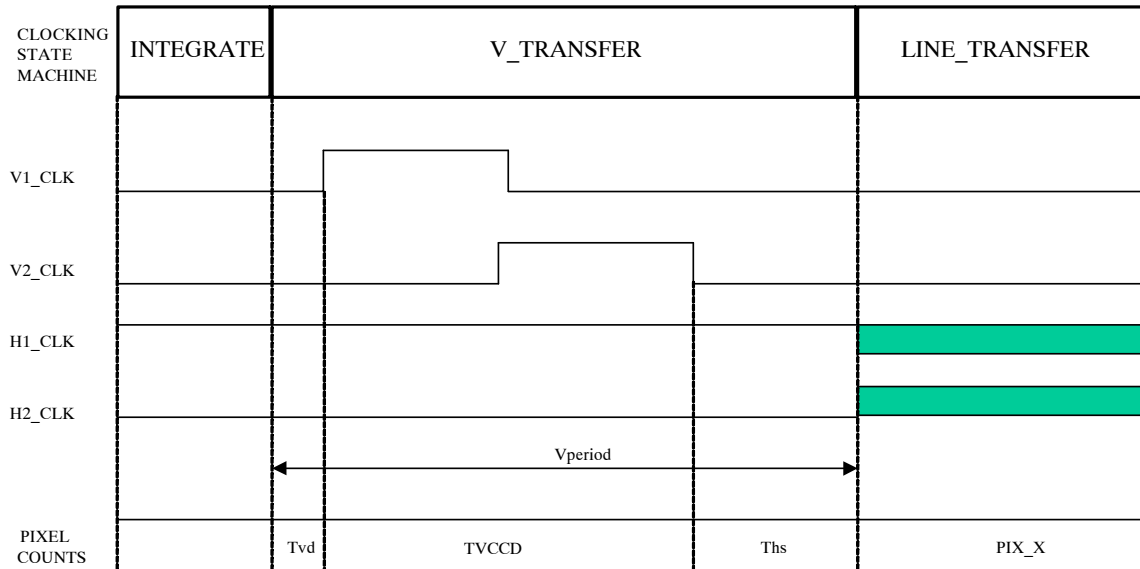 CLOCKING
STATE
MACHINE
INTEGRATE
V_TRANSFER
LINE_TRANSFER
V1_CLK
V2_CLK
H1_CLK
H2_CLK
Vperiod
PIXEL
COUNTS
Tvd
TVCCD
Ths
PIX_X